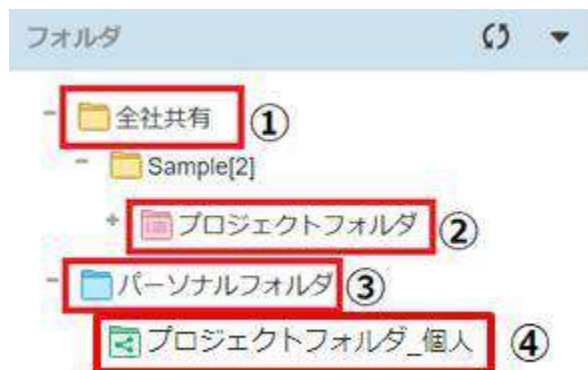 フォルダ
全社共有 ①
Sample[2]
プロジェクトフォルダ ②
パーソナルフォルダ ③
プロジェクトフォルダ_個人 ④